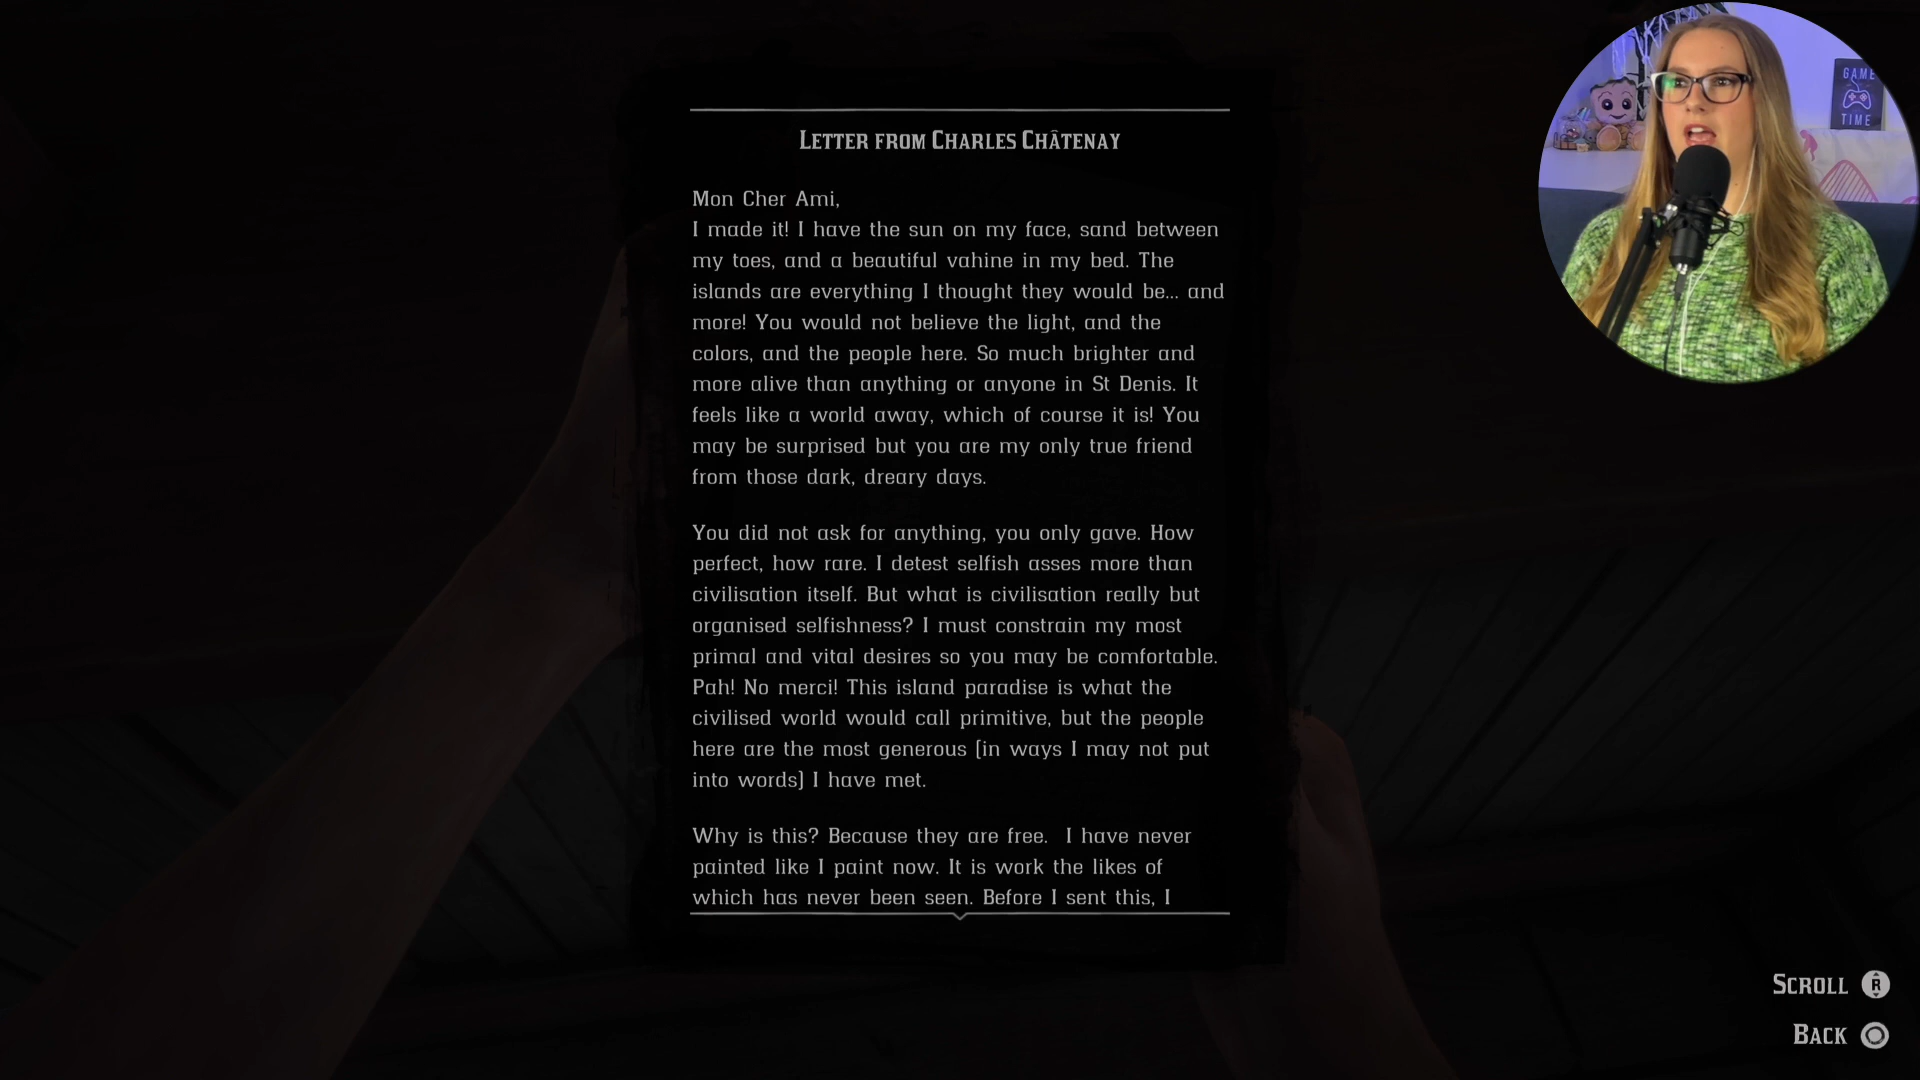 LETTER FROM CHARLES CHÂTENAY
Mon Cher Ami,
I made it! I have the sun on my face, sand between
my toes, and a beautiful vahine in my bed. The
islands are everything I thought they would be... and
more! You would not believe the light, and the
colors, and the people here. So much brighter and
more alive than anything or anyone in St Denis. It
feels like a world away, which of course it is! You
may be surprised but you are my only true friend
from those dark, dreary days.
You did not ask for anything, you only gave. How
perfect, how rare. I detest selfish asses more than
civilisation itself. But what is civilisation really but
organised selfishness? I must constrain my most
primal and vital desires so you may be comfortable.
Pah! No merci! This island paradise is what the
civilised world would call primitive, but the people
here are the most generous (in ways I may not put
into words) I have met.
Why is this? Because they are free.  I have never
painted like I paint now. It is work the likes of
which has never been seen. Before I sent this, I
GAME
TIME
SCROLL R
BACK